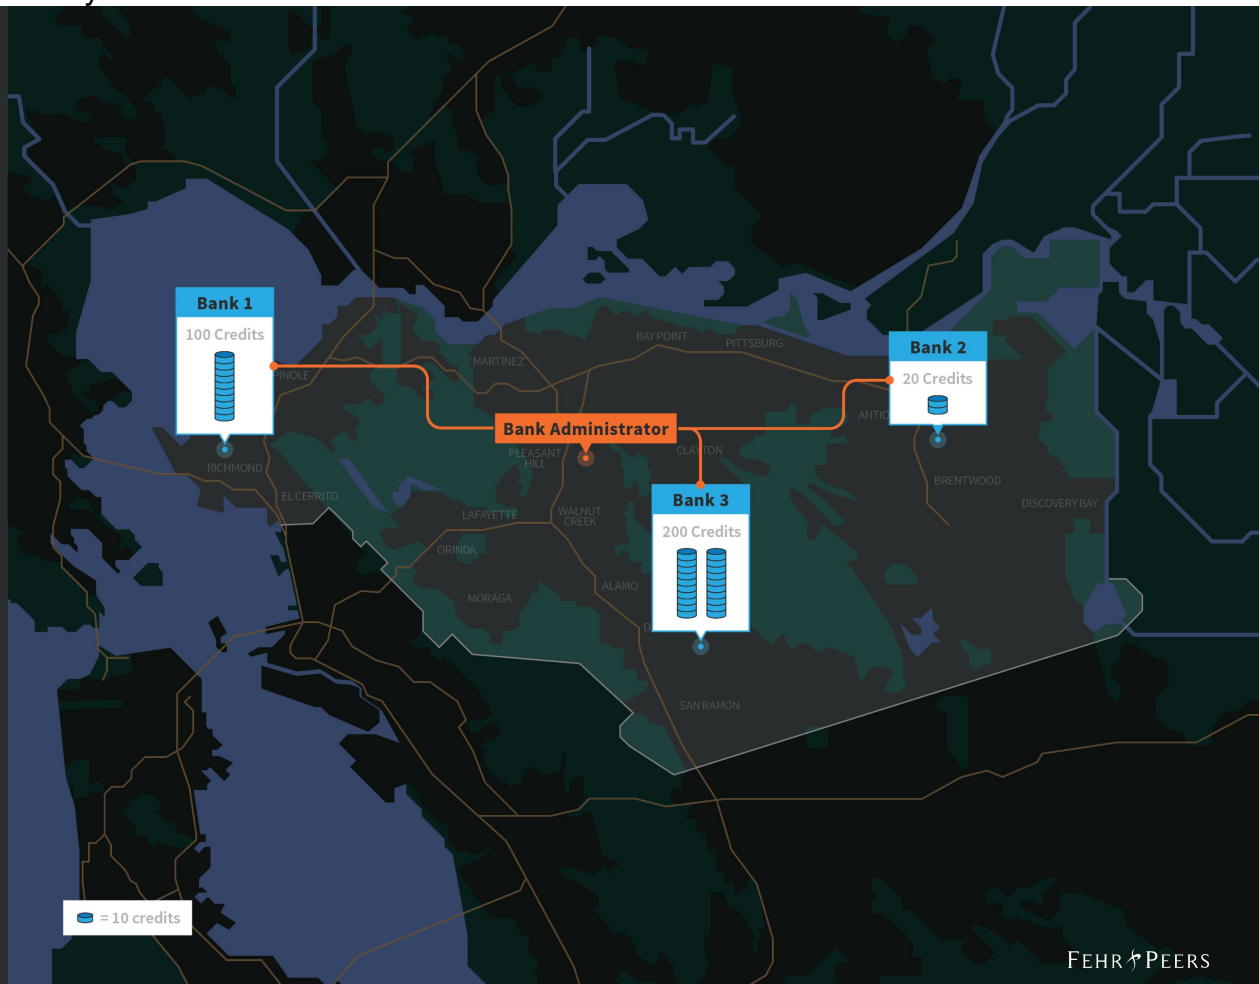 Bank 1
100 Credits
Bank 2
20 Credits
Bank Administrator
Bank 3
200 Credits
PINOLE
MARTINEZ
BAY POINT
PITTSBURG
ANTIO
RICHMOND
EL CERRITO
PLEASANT
HILL
CLAYTON
BRENTWOOD
DISCOVERY BAY
LAFAYETTE
WALNUT
CREEK
ORINDA
MORAGA
ALAMO
SAN RAMON
= 10 credits
FEHR PEERS